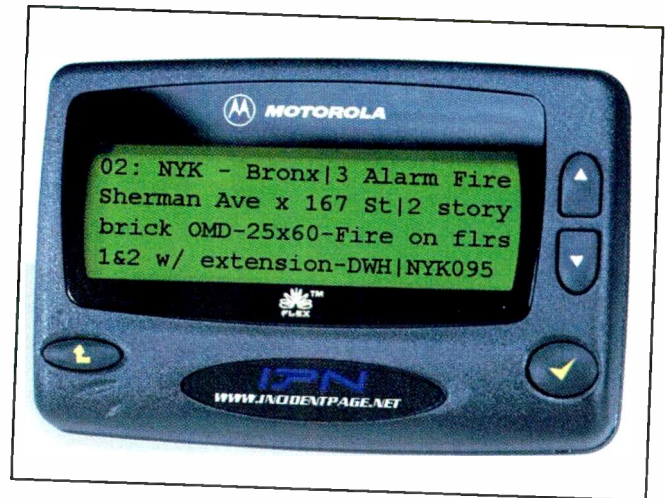 MOTOROLA
02: NYK - Bronx|3 Alarm Fire
Sherman Ave x 167 St|2 story
brick OMD-25x60-Fire on flrs
1&2 w/ extension-DWH|NYK095
TM
FLEX
IPN
WWW.INCIDENTPAGE.NET